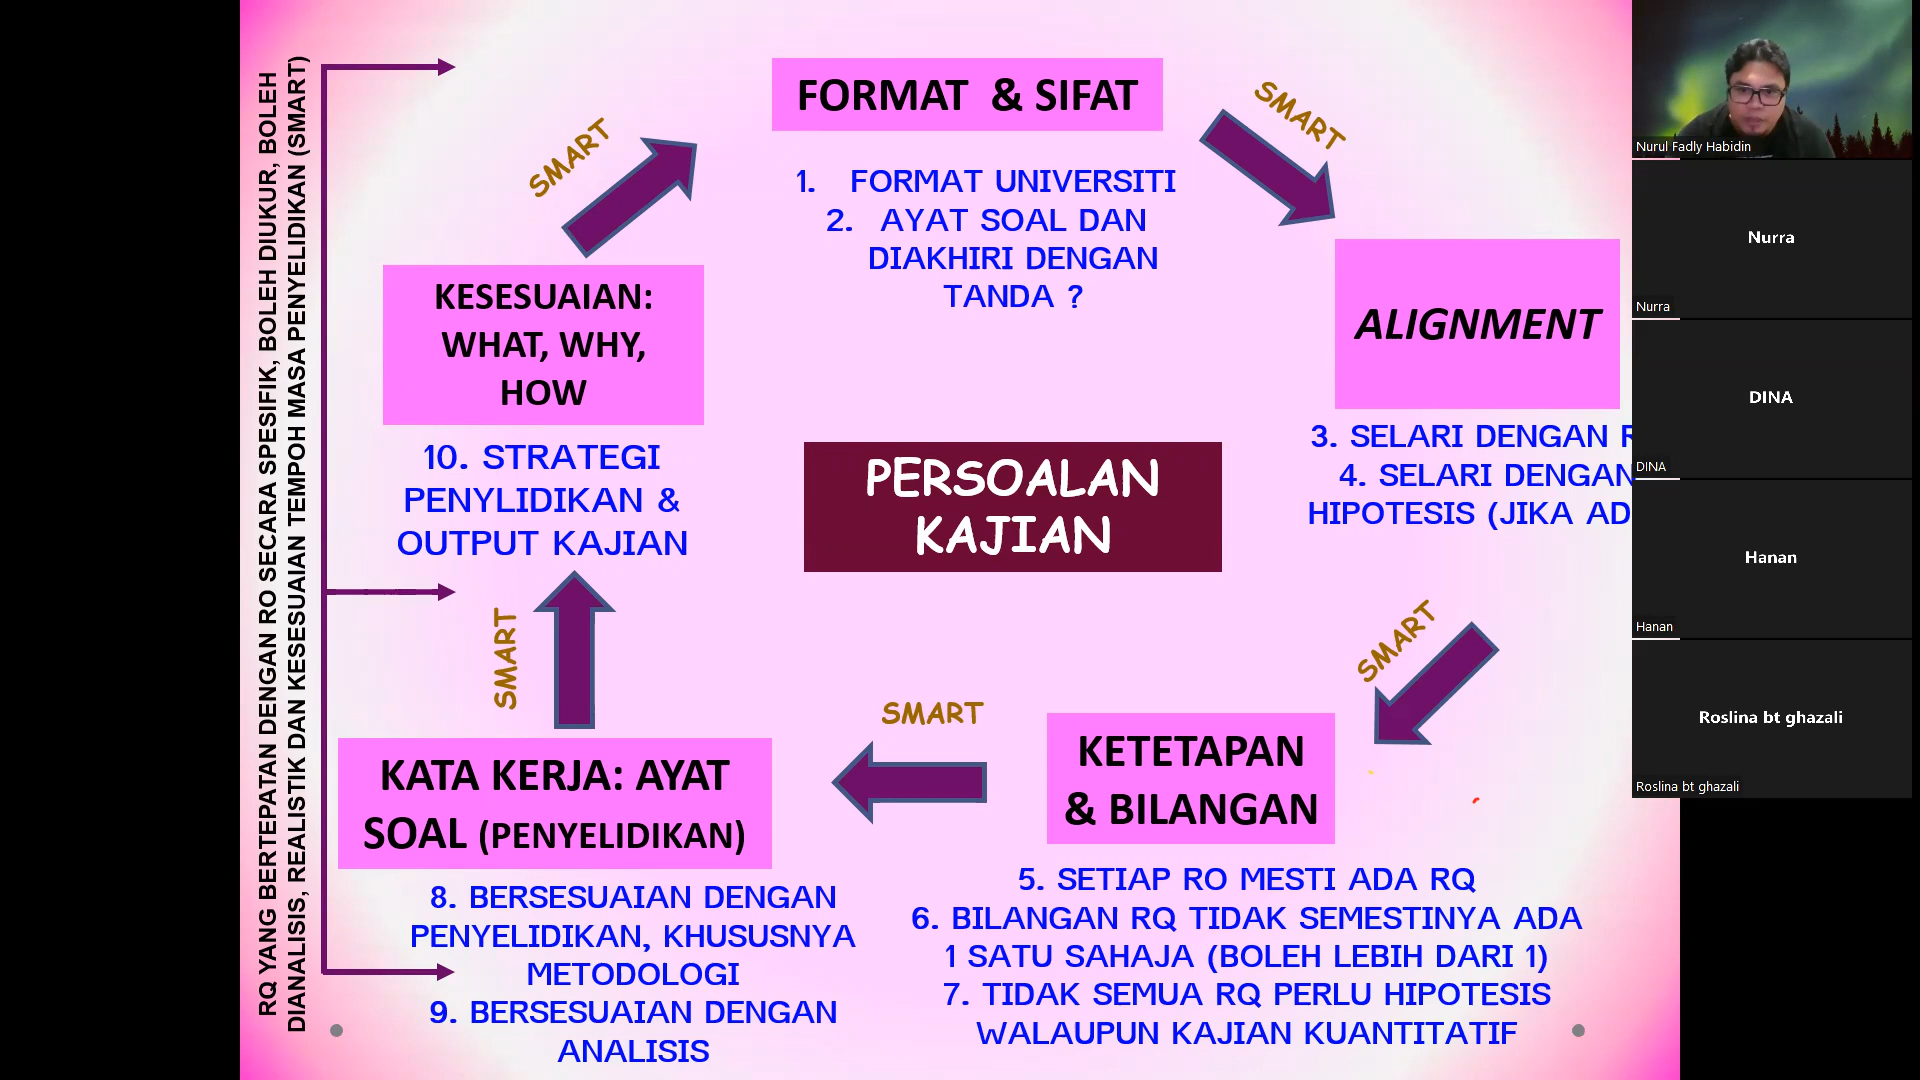 RQ YANG BERTEPATAN DENGAN RO SECARA SPESIFIK, BOLEH DIUKUR, BOLEH
DIANALISIS, REALISTIK DAN KESESUAIAN TEMPOH MASA PENYELIDIKAN (SMART)
FORMAT & SIFAT
1. FORMAT UNIVERSITI
2. AYAT SOAL DAN
DIAKHIRI DENGAN
TANDA ?
SMART
ALIGNMENT
3. SELARI DENGAN
4. SELARI DENGAN
HIPOTESIS (JIKA AD
SMART
KETETAPAN
& BILANGAN
5. SETIAP RO MESTI ADA RQ
6. BILANGAN RQ TIDAK SEMESTINYA ADA
1 SATU SAHAJA (BOLEH LEBIH DARI 1)
7. TIDAK SEMUA RQ PERLU HIPOTESIS
WALAUPUN KAJIAN KUANTITATIF
SMART
KATA KERJA: AYAT
SOAL (PENYELIDIKAN)
8. BERSESUAIAN DENGAN
PENYELIDIKAN, KHUSUSNYA
METODOLOGI
9. BERSESUAIAN DENGAN
ANALISIS
SMART
KESESUAIAN:
WHAT, WHY,
HOW
10. STRATEGI
PENYLIDIKAN &
OUTPUT KAJIAN
SMART
PERSOALAN
KAJIAN
Nurul Fadly Habidin
Nurra
Nurra
DINA
DINA
Hanan
Hanan
Roslina bt ghazali
Roslina bt ghazali